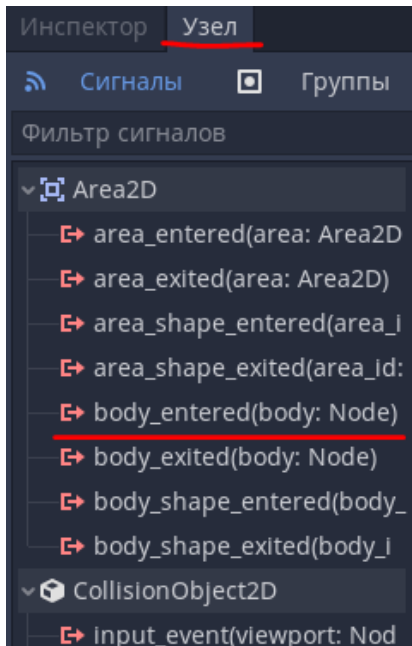 Инспектор Узел
Сигналы Группы
Фильтр сигналов
Area2D
area_entered(area: Area2D
area_exited(area: Area2D)
area_shape_entered(area_i
area_shape_exited(area_id:
body_entered(body: Node)
body_exited(body: Node)
body_shape_entered(body_
body_shape_exited(body_i
CollisionObject2D
input_event(viewport: Nod